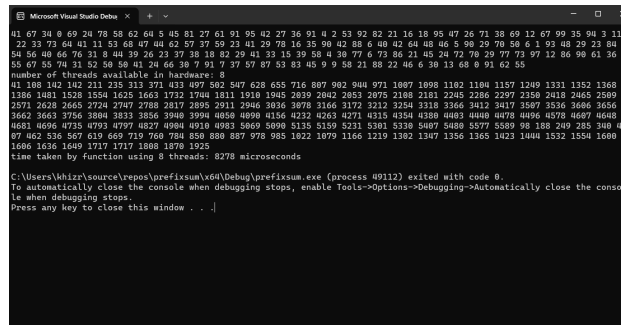 Microsoft Visual Studio Debu
41 67 34 0 69 24 78 58 62 64 5 45 81 27 61 91 95 42 27 36 91 4 2 53 92 82 21 16 18 95 47 26 71 38 69 12 67 99 35 94 3 11
22 33 73 64 41 11 53 68 47 44 62 57 37 59 23 41 29 78 16 35 90 42 88 6 40 42 64 48 46 5 90 29 70 50 6 1 93 48 29 23 84
54 56 40 66 76 31 8 44 39 26 23 37 38 18 82 29 41 33 15 39 58 4 30 77 6 73 86 21 45 24 72 70 29 77 73 97 12 86 90 61 36
55 67 55 74 31 52 50 50 41 24 66 30 7 91 7 37 57 87 53 83 45 9 9 58 21 88 22 46 6 30 13 68 0 91 62 55
number of threads available in hardware: 8
41 108 142 142 211 235 313 371 433 497 502 547 628 655 716 807 902 944 971 1007 1098 1102 1104 1157 1249 1331 1352 1368
1386 1481 1528 1554 1625 1663 1732 1744 1811 1910 1945 2039 2042 2053 2075 2108 2181 2245 2286 2297 2350 2418 2465 2509
2571 2628 2665 2724 2747 2788 2817 2895 2911 2946 3036 3078 3166 3172 3212 3254 3318 3366 3412 3417 3507 3536 3606 3656
3662 3663 3756 3804 3833 3856 3940 3994 4050 4090 4156 4232 4263 4271 4315 4354 4380 4403 4440 4478 4496 4578 4607 4648
4681 4696 4735 4793 4797 4827 4904 4910 4983 5069 5090 5135 5159 5231 5301 5330 5407 5480 5577 5589 98 188 249 285 340 4
07 462 536 567 619 669 719 760 784 850 880 887 978 985 1022 1079 1166 1219 1302 1347 1356 1365 1423 1444 1532 1554 1600
1606 1636 1649 1717 1717 1808 1870 1925
time taken by function using 8 threads: 8278 microseconds
C:\Users\khizr\source\repos\prefixsum\x64\Debug\prefixsum.exe (process 49112) exited with code 0.
To automatically close the console when debugging stops, enable Tools->Options->Debugging->Automatically close the conso
le when debugging stops.
Press any key to close this window . . .